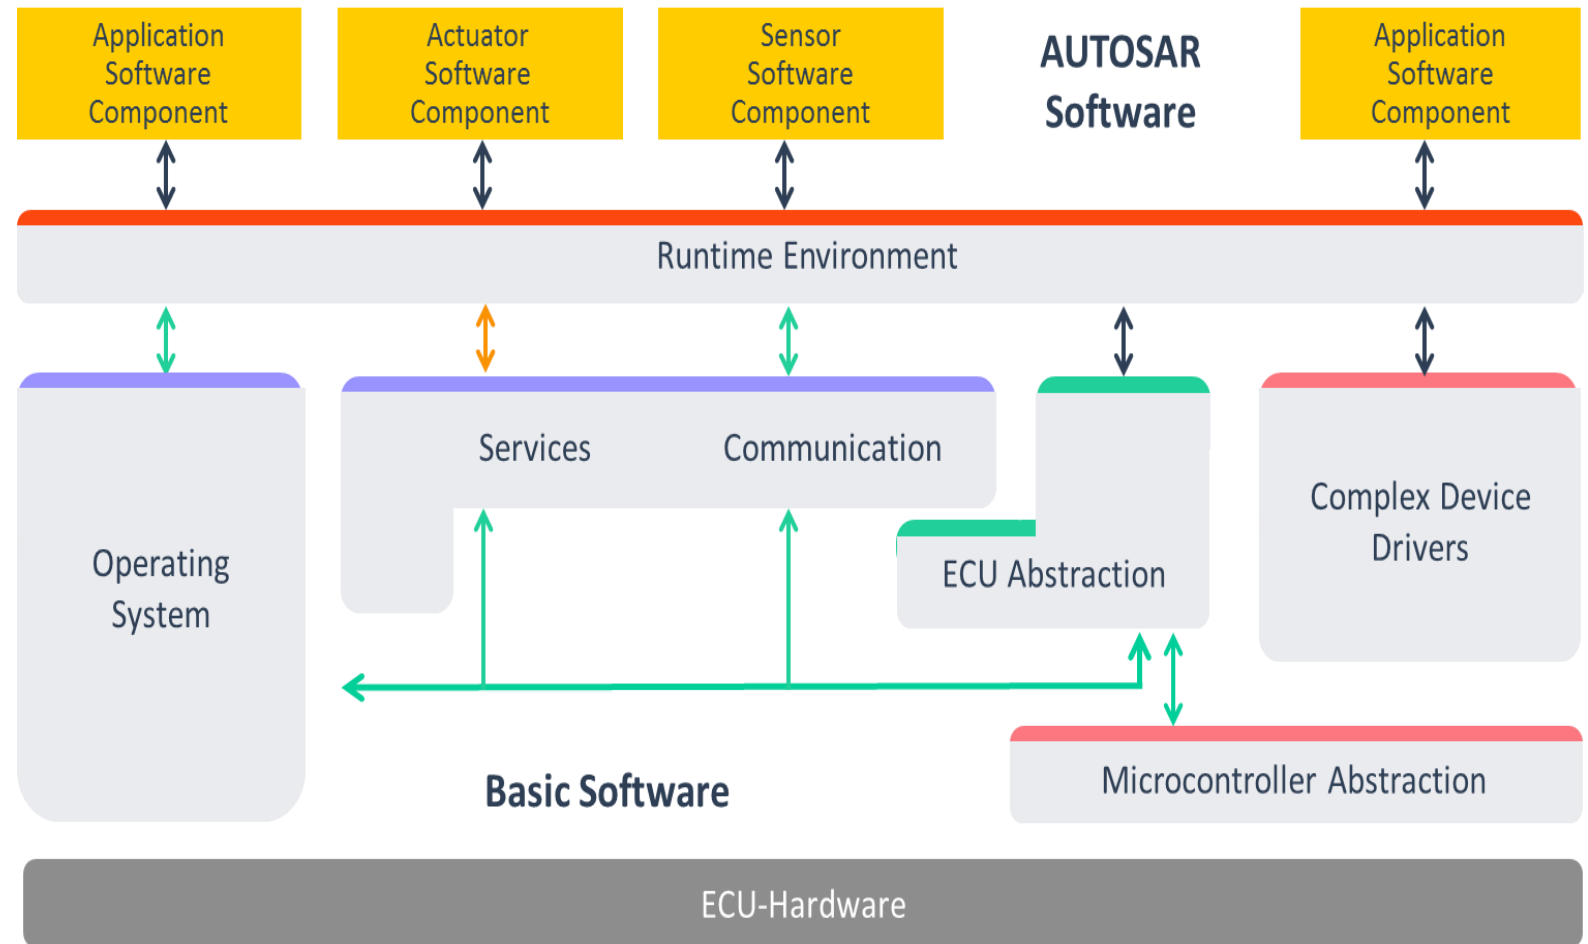 Application
Software
Component
Actuator
Software
Component
Sensor
Software
Component
AUTOSAR
Software
Application
Software
Component
Runtime Environment
Services
Communication
Operating
System
ECU Abstraction
Complex Device
Drivers
Basic Software
Microcontroller Abstraction
ECU-Hardware